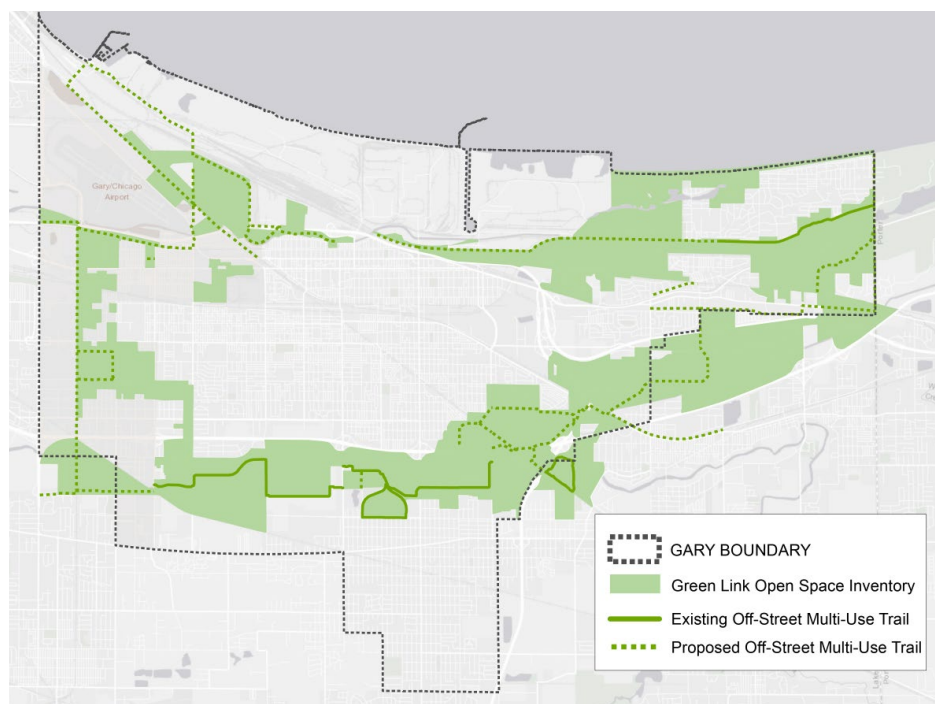 Gary/Chicago
Airport
GARY BOUNDARY
Green Link Open Space Inventory
Existing Off-Street Multi-Use Trail
Proposed Off-Street Multi-Use Trail